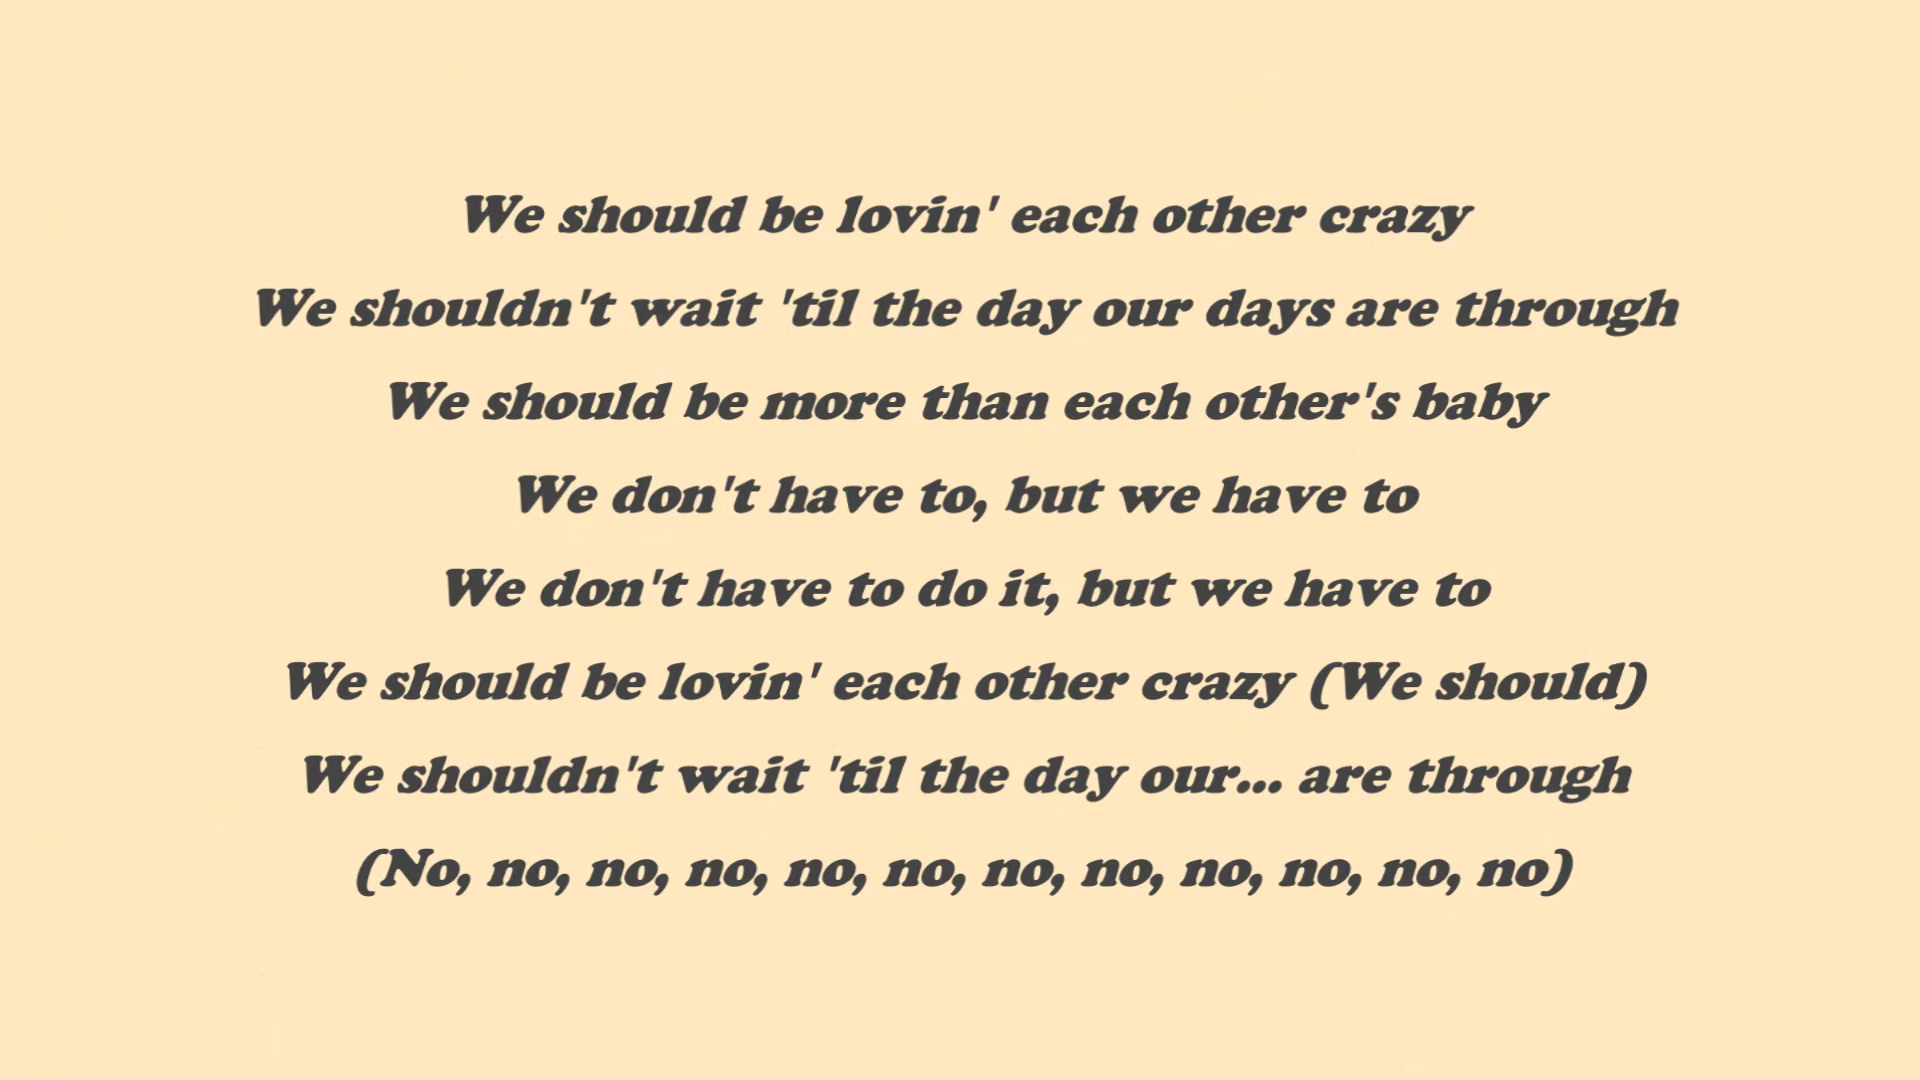 We should be lovin' each other crazy
We shouldn't wait 'til the day our days are through
We should be more than each other's baby
We don't have to, but we have to
We don't have to do it, but we have to
We should be lovin' each other crazy (We should)
We shouldn't wait 'til the day our... are through
(No, no, no, no, no, no, no, no, no, no, no, no)